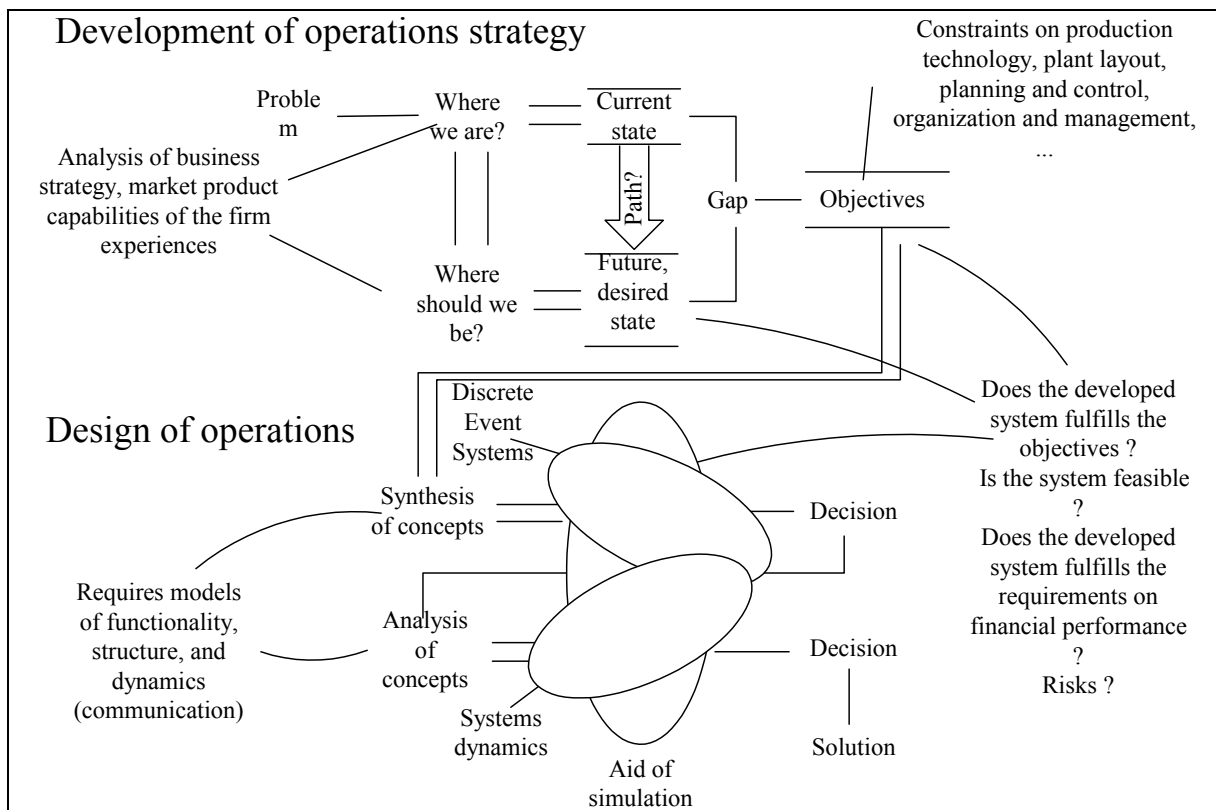 Development of operations strategy
Constraints on production
technology, plant layout,
planning and control,
organization and management,
...
Proble
m
Where
we are?
Current
state
Analysis of business
strategy, market product
capabilities of the firm
experiences
Path?
Gap
Objectives
Where
should we
be?
Future,
desired
state
Does the developed
system fulfills the
objectives ?
Is the system feasible
?
Does the developed
system fulfills the
requirements on
financial performance
?
Risks ?
Design of operations
Discrete
Event
Systems
Synthesis
of concepts
Decision
Requires models
of functionality,
structure, and
dynamics
(communication)
Analysis
of
concepts
Decision
Systems
dynamics
Solution
Aid of
simulation